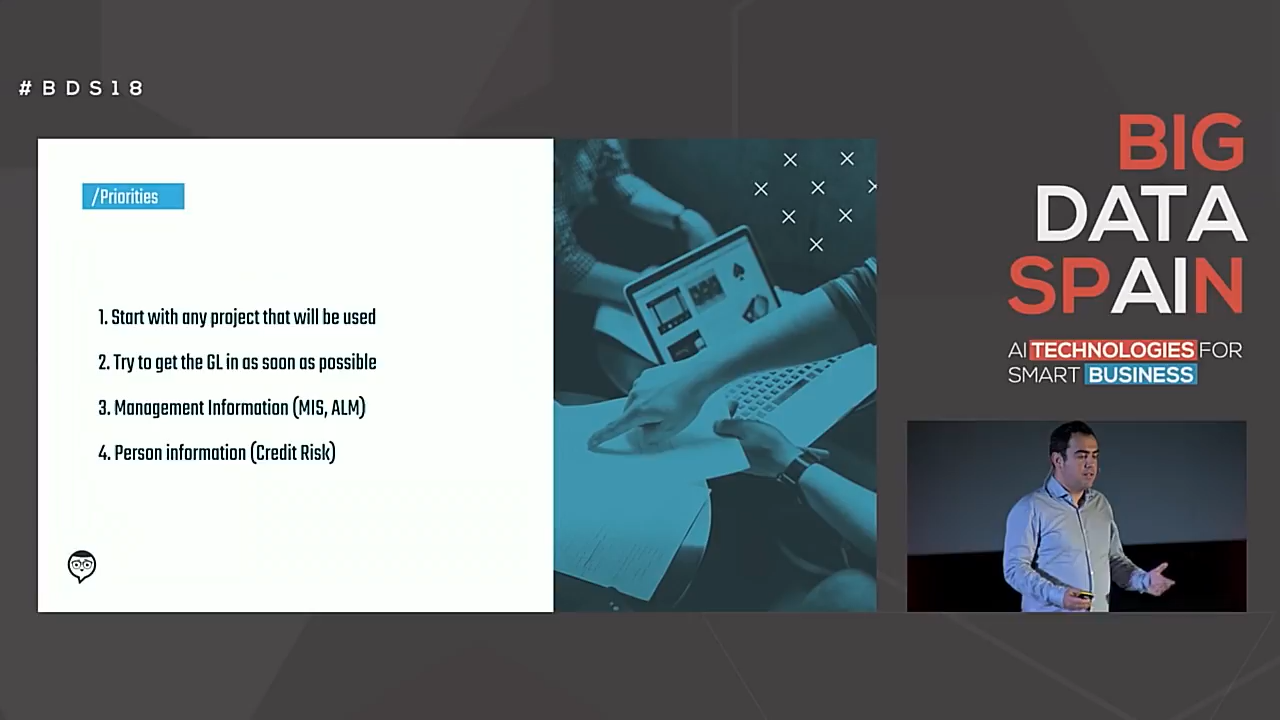 #BDS18
/Priorities
1. Start with any project that will be used
2. Try to get the GL in as soon as possible
3. Management Information (MIS, ALM)
4. Person information (Credit Risk)
BIG
DATA
SPAIN
AI TECHNOLOGIES FOR
SMART BUSINESS